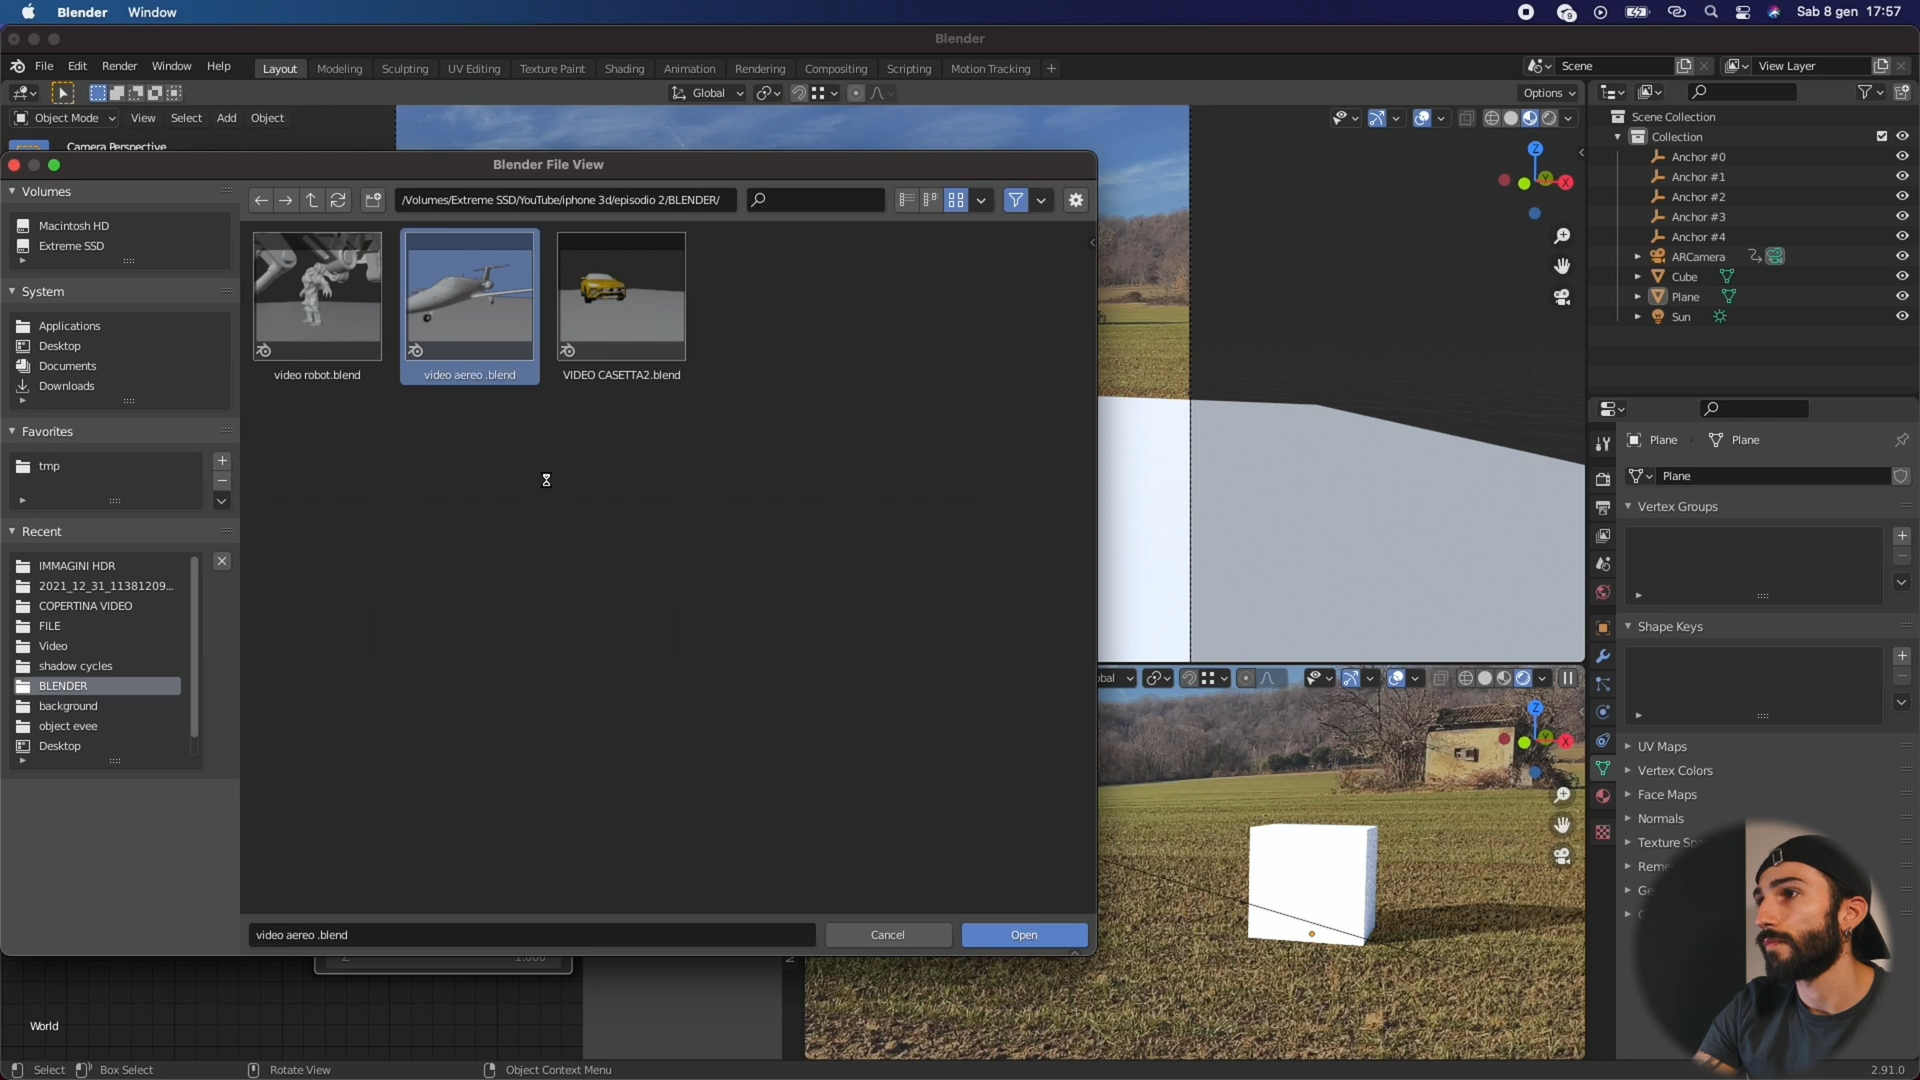 Blender Window
Sab 8 gen 17:57
Blender
File Edit Render Window Help
Layout Modeling Sculpting UV Editing Texture Paint Shading Animation Rendering Compositing Scripting Motion Tracking +
Scene
View Layer
Global
Options
Object Mode View Select Add Object
Camera Perspective
Blender File View
Volumes
Macintosh HD
Extreme SSD
System
Applications
Desktop
Documents
Downloads
Favorites
tmp
Recent
IMMAGINI HDR
2021_12_31_11381209...
COPERTINA VIDEO
FILE
Video
shadow cycles
BLENDER
background
object evee
Desktop
/Volumes/Extreme SSD/YouTube/iphone 3d/episodio 2/BLENDER/
video robot.blend
video aereo .blend
VIDEO CASETTA2.blend
video aereo .blend
Cancel
Open
Scene Collection
Collection
Anchor #0
Anchor #1
Anchor #2
Anchor #3
Anchor #4
ARCamera
Cube
Plane
Sun
Plane
Plane
Plane
Vertex Groups
Shape Keys
UV Maps
Vertex Colors
Face Maps
Normals
Texture Sp
Reme
Ge
bal
1.000
World
Select Box Select Rotate View Object Context Menu
2.91.0